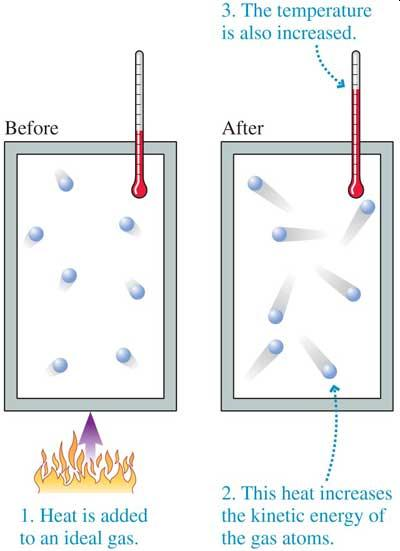 3. The temperature
is also increased.
Before
After
1. Heat is added
to an ideal gas.
2. This heat increases
the kinetic energy of
the gas atoms.